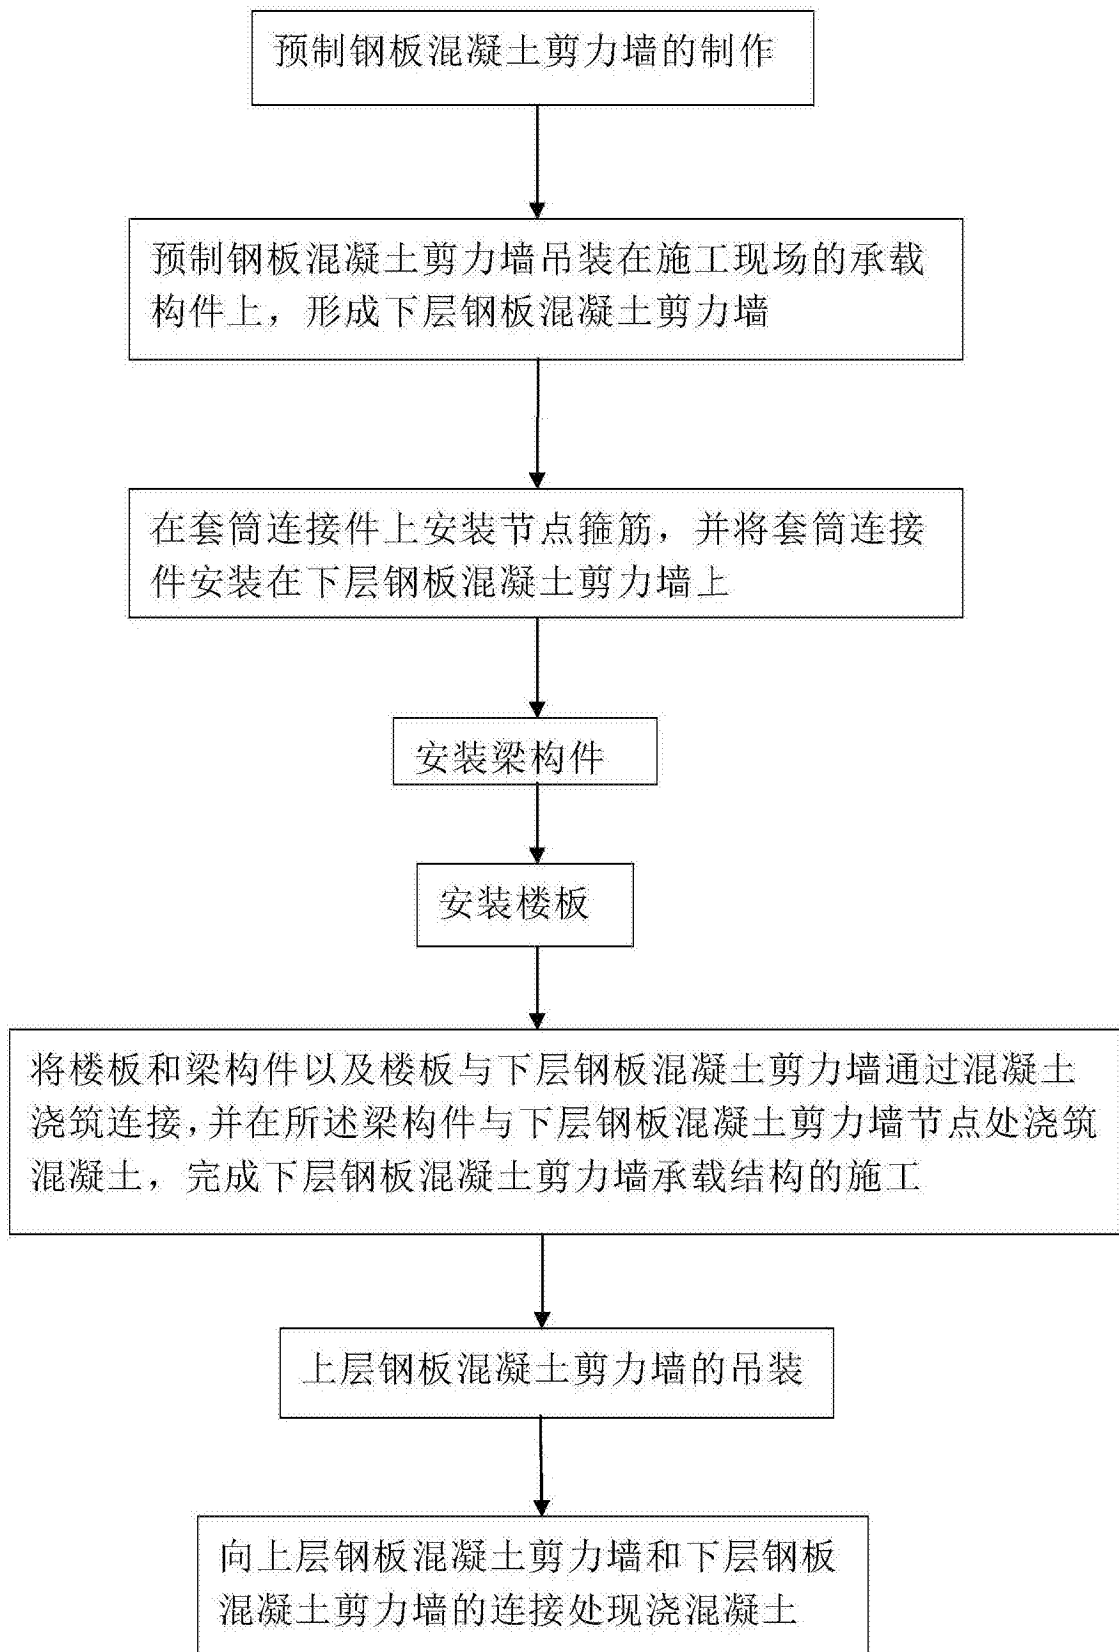 预制钢板混凝土剪力墙的制作
预制钢板混凝土剪力墙吊装在施工现场的承载
构件上，形成下层钢板混凝土剪力墙
在套筒连接件上安装节点箍筋，并将套筒连接
件安装在下层钢板混凝土剪力墙上
安装梁构件
安装楼板
将楼板和梁构件以及楼板与下层钢板混凝土剪力墙通过混凝土
浇筑连接，并在所述梁构件与下层钢板混凝土剪力墙节点处浇筑
混凝土，完成下层钢板混凝土剪力墙承载结构的施工
上层钢板混凝土剪力墙的吊装
向上层钢板混凝土剪力墙和下层钢板
混凝土剪力墙的连接处现浇混凝土